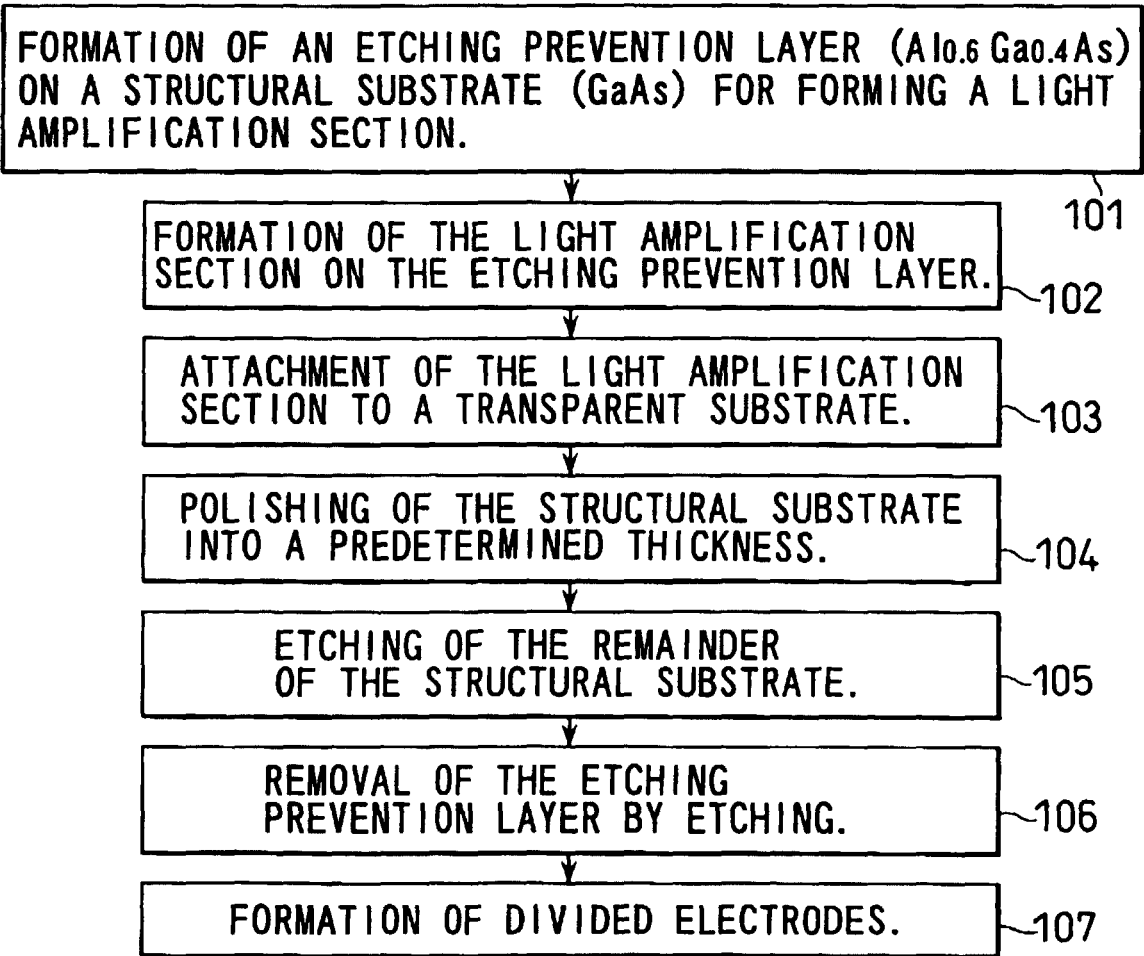 FORMATION OF AN ETCHING PREVENTION LAYER (Al0.6 Ga0.4As)
ON A STRUCTURAL SUBSTRATE (GaAs) FOR FORMING A LIGHT
AMPLIFICATION SECTION.
101
FORMATION OF THE LIGHT AMPLIFICATION
SECTION ON THE ETCHING PREVENTION LAYER.
102
ATTACHMENT OF THE LIGHT AMPLIFICATION
SECTION TO A TRANSPARENT SUBSTRATE.
103
POLISHING OF THE STRUCTURAL SUBSTRATE
INTO A PREDETERMINED THICKNESS.
104
ETCHING OF THE REMAINDER
OF THE STRUCTURAL SUBSTRATE.
105
REMOVAL OF THE ETCHING
PREVENTION LAYER BY ETCHING.
106
FORMATION OF DIVIDED ELECTRODES.
107